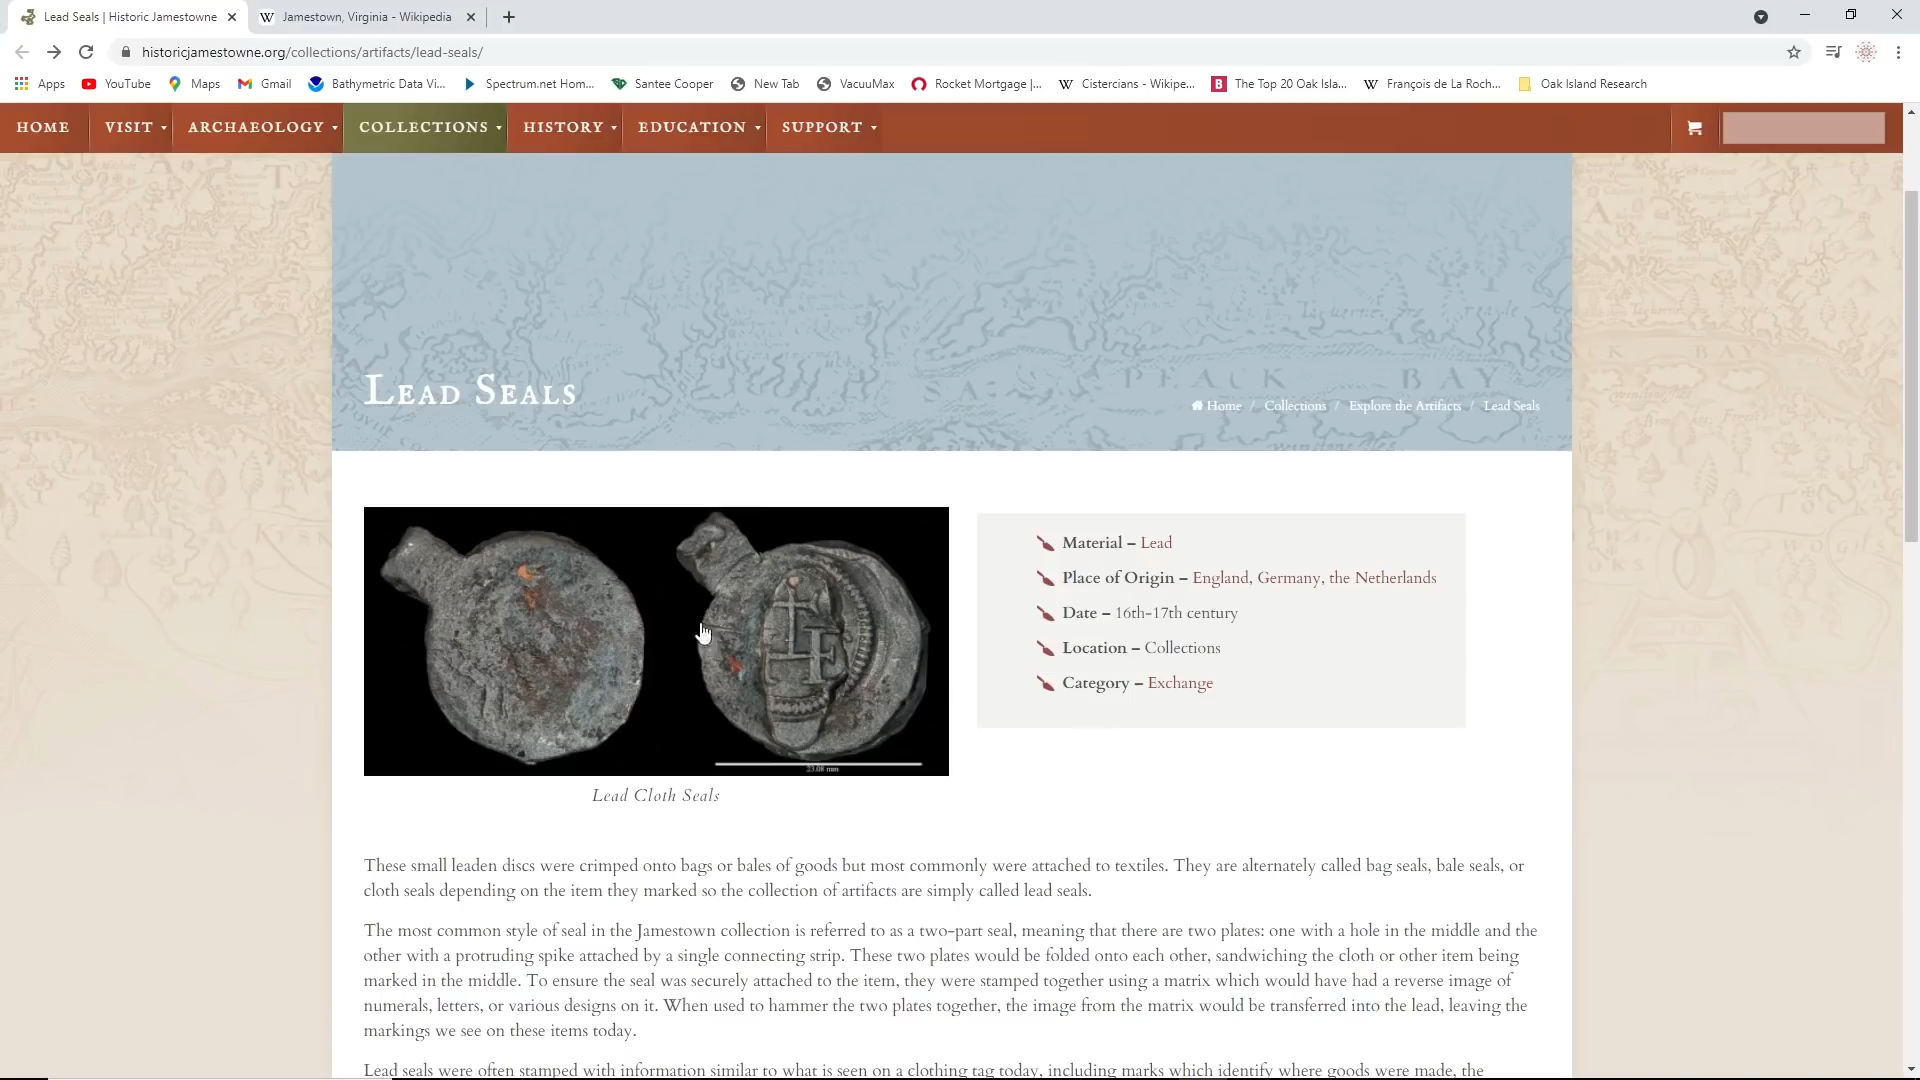 Lead Seals | Historic Jamestowne
Jamestown, Virginia - Wikipedia
historicjamestowne.org/collections/artifacts/lead-seals/
Apps YouTube Maps Gmail Bathymetric Data Vi... Spectrum.net Hom... Santee Cooper New Tab VacuuMax Rocket Mortgage |... Cistercians - Wikipe... The Top 20 Oak Isla... François de La Roch... Oak Island Research
HOME VISIT ARCHAEOLOGY COLLECTIONS HISTORY EDUCATION SUPPORT
LEAD SEALS
Home / Collections / Explore the Artifacts / Lead Seals
Material – Lead
Place of Origin – England, Germany, the Netherlands
Date – 16th-17th century
Location – Collections
Category – Exchange
23.08 mm
Lead Cloth Seals
These small leaden discs were crimped onto bags or bales of goods but most commonly were attached to textiles. They are alternately called bag seals, bale seals, or
cloth seals depending on the item they marked so the collection of artifacts are simply called lead seals.
The most common style of seal in the Jamestown collection is referred to as a two-part seal, meaning that there are two plates: one with a hole in the middle and the
other with a protruding spike attached by a single connecting strip. These two plates would be folded onto each other, sandwiching the cloth or other item being
marked in the middle. To ensure the seal was securely attached to the item, they were stamped together using a matrix which would have had a reverse image of
numerals, letters, or various designs on it. When used to hammer the two plates together, the image from the matrix would be transferred into the lead, leaving the
markings we see on these items today.
Lead seals were often stamped with information similar to what is seen on a clothing tag today, including marks which identify where goods were made, the